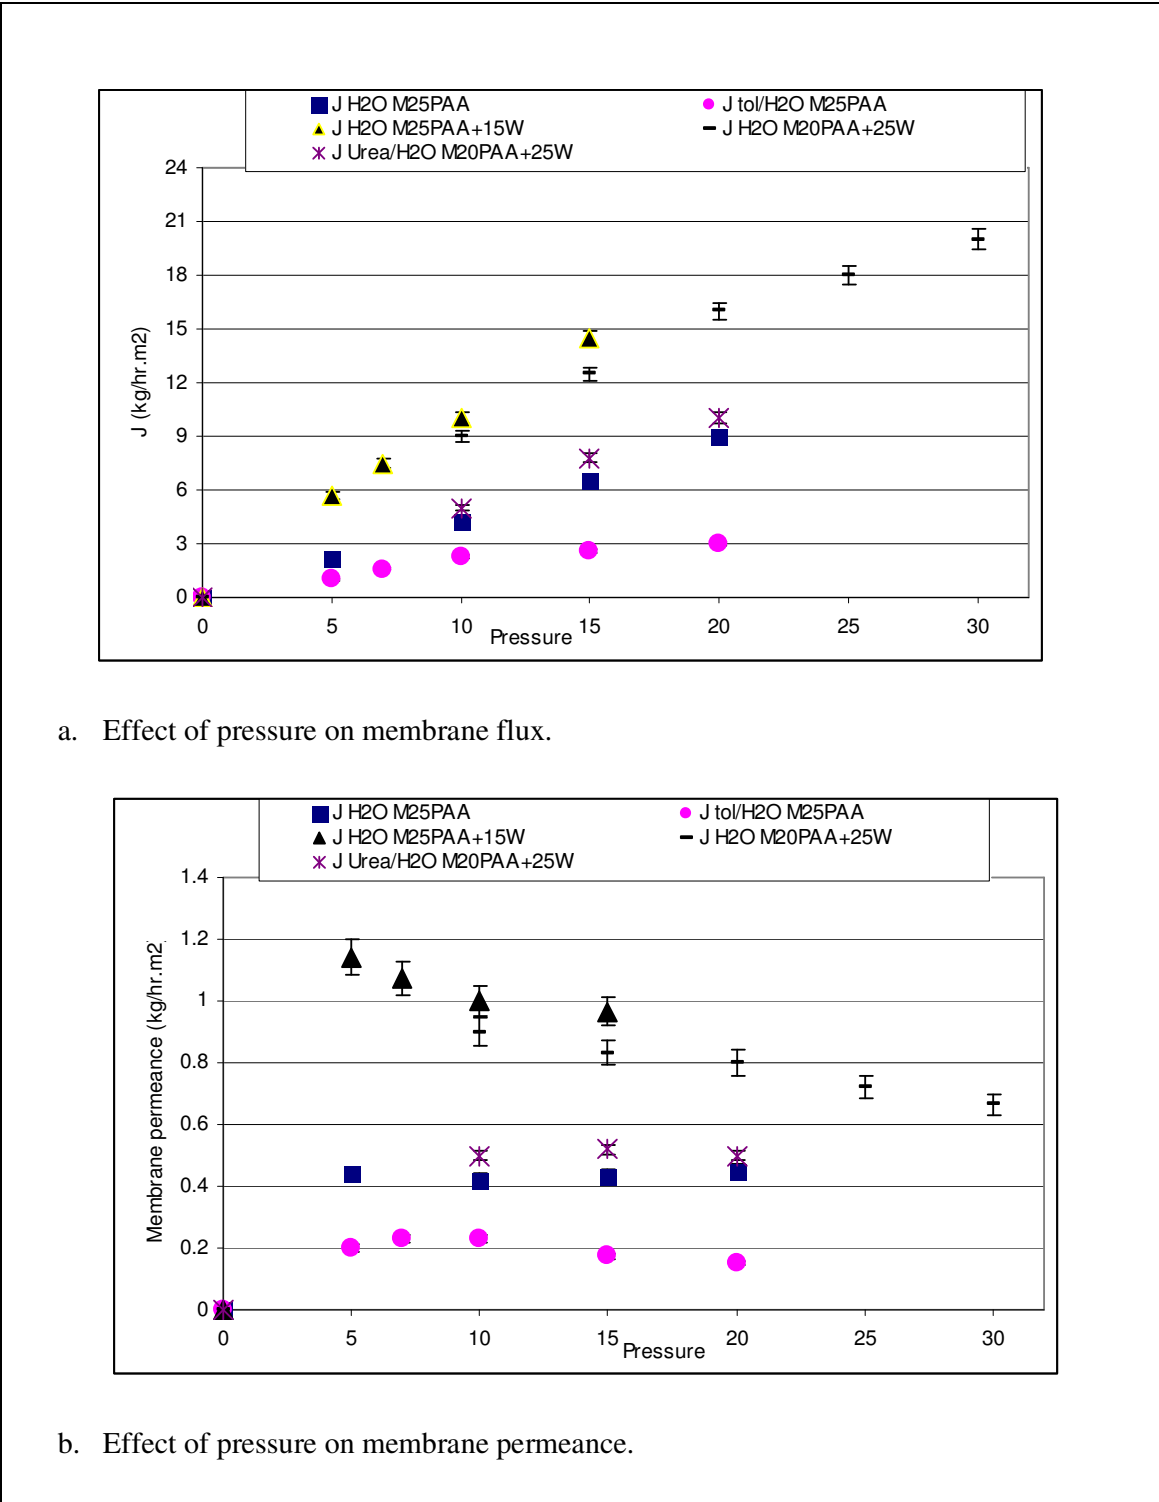 J H2O M25PAA J tol/H2O M25PAA
J H2O M25PAA+15W J H2O M20PAA+25W
J Urea/H2O M20PAA+25W
24
21
18
15
12
9
6
3
0
J (kg/hr.m2)
0 5 10 15 20 25 30
Pressure
a. Effect of pressure on membrane flux.
J H2O M25PAA J tol/H2O M25PAA
J H2O M25PAA+15W J H2O M20PAA+25W
J Urea/H2O M20PAA+25W
1.4
1.2
1
0.8
0.6
0.4
0.2
0
Membrane permeance (kg/hr.m2
0 5 10 15 20 25 30
Pressure
b. Effect of pressure on membrane permeance.